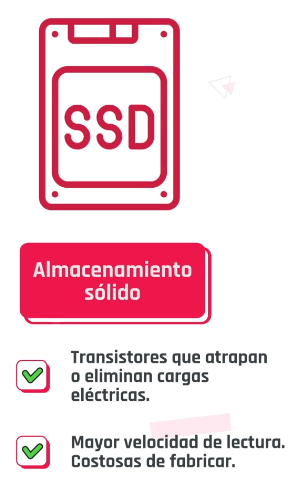 SSD
Almacenamiento
sólido
Transistores que atrapan
o eliminan cargas
eléctricas.
Mayor velocidad de lectura.
Costosas de fabricar.